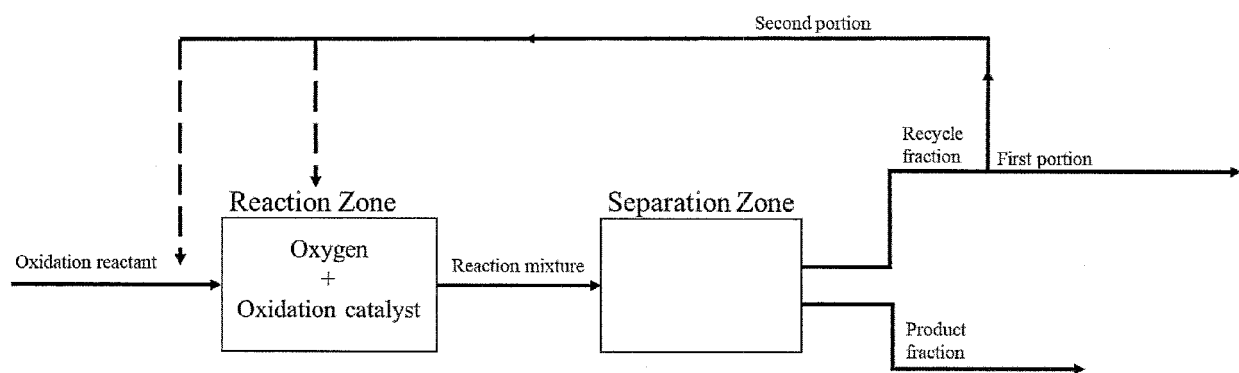 Second portion
Recycle
fraction
First portion
Reaction Zone
Separation Zone
Oxidation reactant
Oxygen
+
Oxidation catalyst
Reaction mixture
Product
fraction